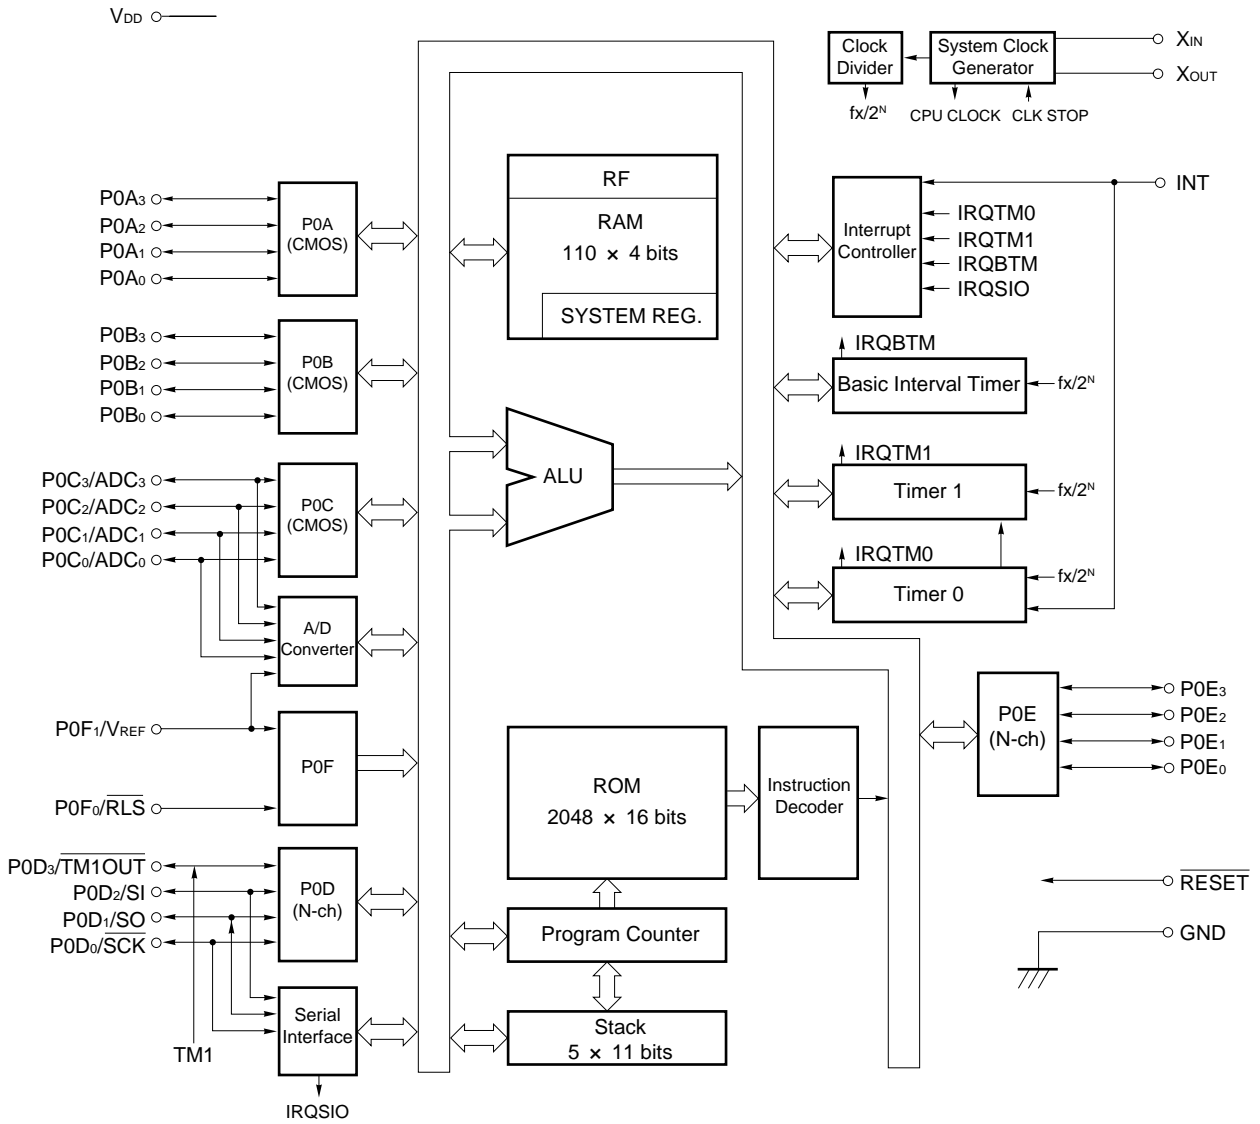 VDD
Clock
Divider
fx/2ᴺ
System Clock
Generator
CPU CLOCK
CLK STOP
XIN
XOUT
P0A3
P0A2
P0A1
P0A0
P0A
(CMOS)
P0B3
P0B2
P0B1
P0B0
P0B
(CMOS)
P0C3/ADC3
P0C2/ADC2
P0C1/ADC1
P0C0/ADC0
P0C
(CMOS)
A/D
Converter
P0F1/VREF
P0F0/RLS
P0F
P0D3/TM1OUT
P0D2/SI
P0D1/SO
P0D0/SCK
P0D
(N-ch)
TM1
Serial
Interface
IRQSIO
RF
RAM
110 × 4 bits
SYSTEM REG.
ALU
ROM
2048 × 16 bits
Instruction
Decoder
Program Counter
Stack
5 × 11 bits
Interrupt
Controller
INT
IRQTM0
IRQTM1
IRQBTM
IRQSIO
IRQBTM
Basic Interval Timer
fx/2ᴺ
IRQTM1
Timer 1
fx/2ᴺ
IRQTM0
Timer 0
fx/2ᴺ
P0E
(N-ch)
P0E3
P0E2
P0E1
P0E0
RESET
GND